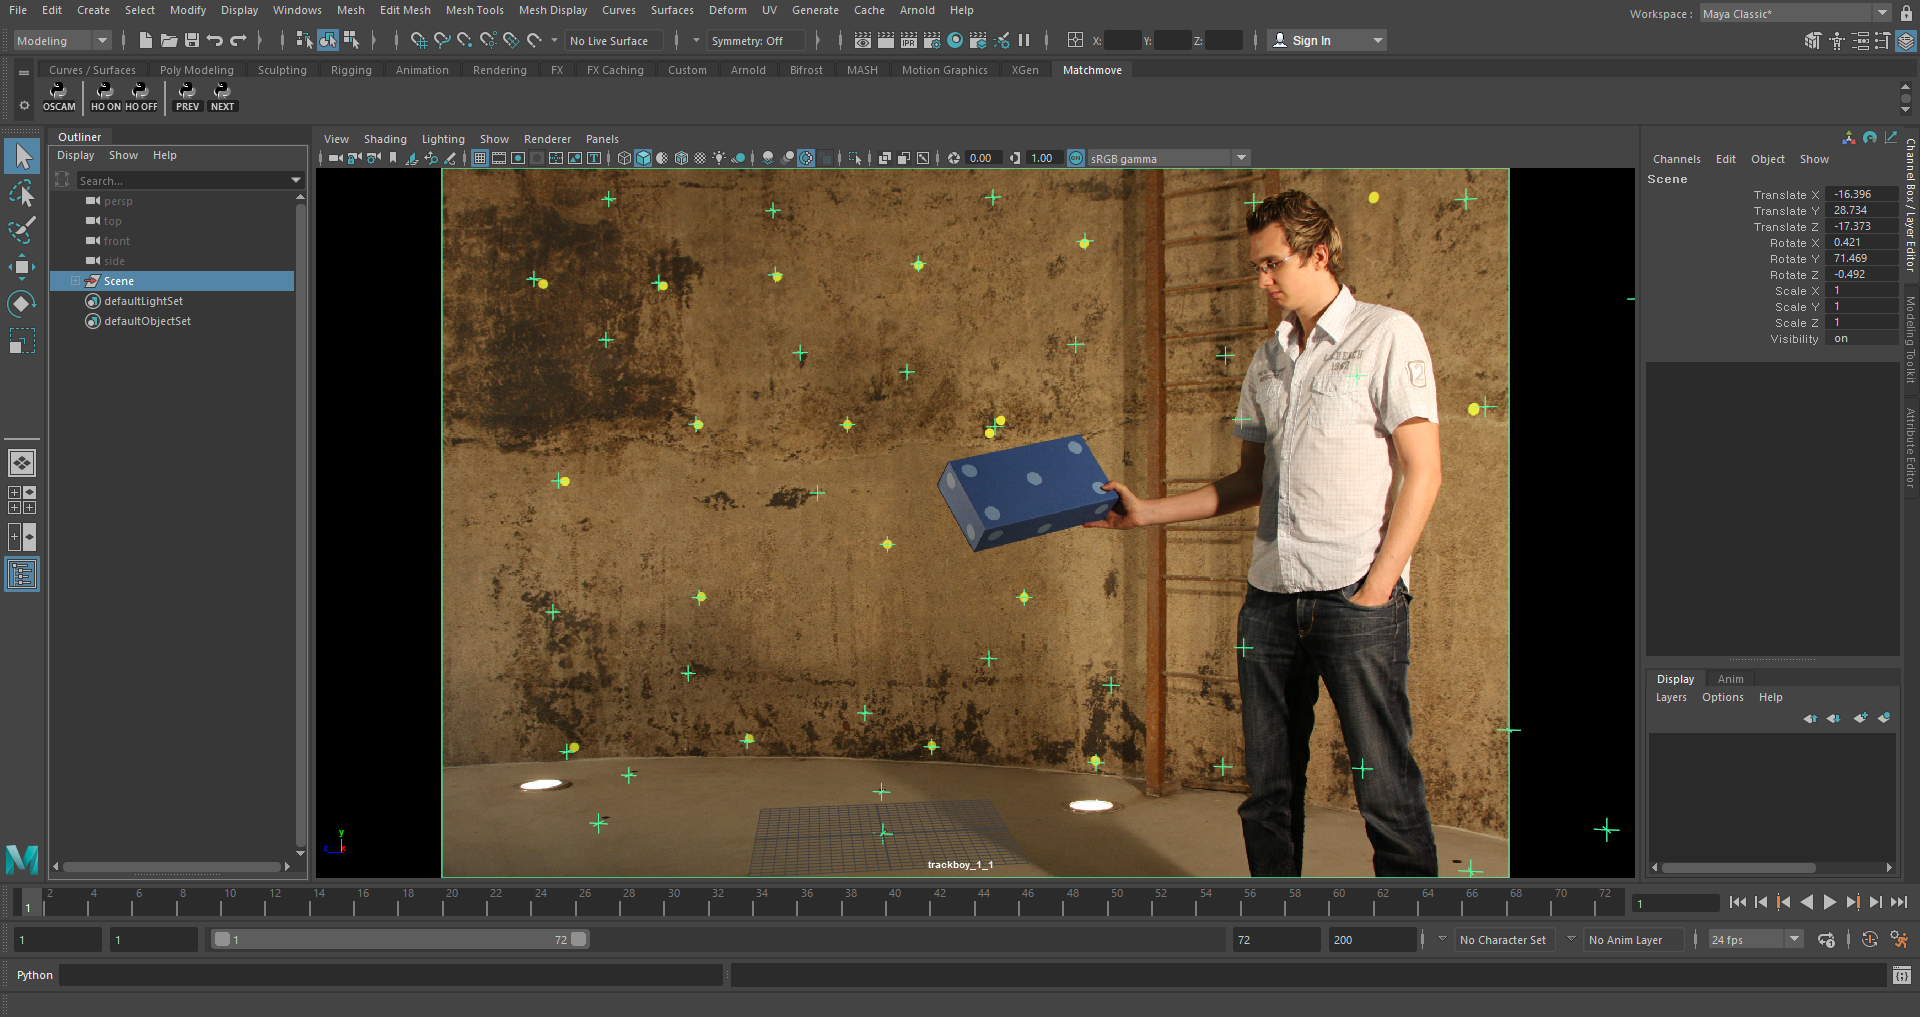 File Edit Create Select Modify Display Windows Mesh Edit Mesh Mesh Tools Mesh Display Curves Surfaces Deform UV Generate Cache Arnold Help
Workspace : Maya Classic*
Modeling No Live Surface Symmetry: Off X: Y: Z: Sign In
Curves / Surfaces Poly Modeling Sculpting Rigging Animation Rendering FX FX Caching Custom Arnold Bifrost MASH Motion Graphics XGen Matchmove
OSCAM HO ON HO OFF PREV NEXT
Outliner
Display Show Help
Search...
persp
top
front
side
Scene
defaultLightSet
defaultObjectSet
View Shading Lighting Show Renderer Panels
0.00 1.00 ON sRGB gamma
trackboy_1_1
y
z
x
Channels Edit Object Show
Scene
Translate X -16.396
Translate Y 28.734
Translate Z -17.373
Rotate X 0.421
Rotate Y 71.469
Rotate Z -0.492
Scale X 1
Scale Y 1
Scale Z 1
Visibility on
Channel Box / Layer Editor
Modeling Toolkit
Attribute Editor
Display Anim
Layers Options Help
2 4 6 8 10 12 14 16 18 20 22 24 26 28 30 32 34 36 38 40 42 44 46 48 50 52 54 56 58 60 62 64 66 68 70 72
1 1
1 1 1 72 72 200 No Character Set No Anim Layer 24 fps
Python